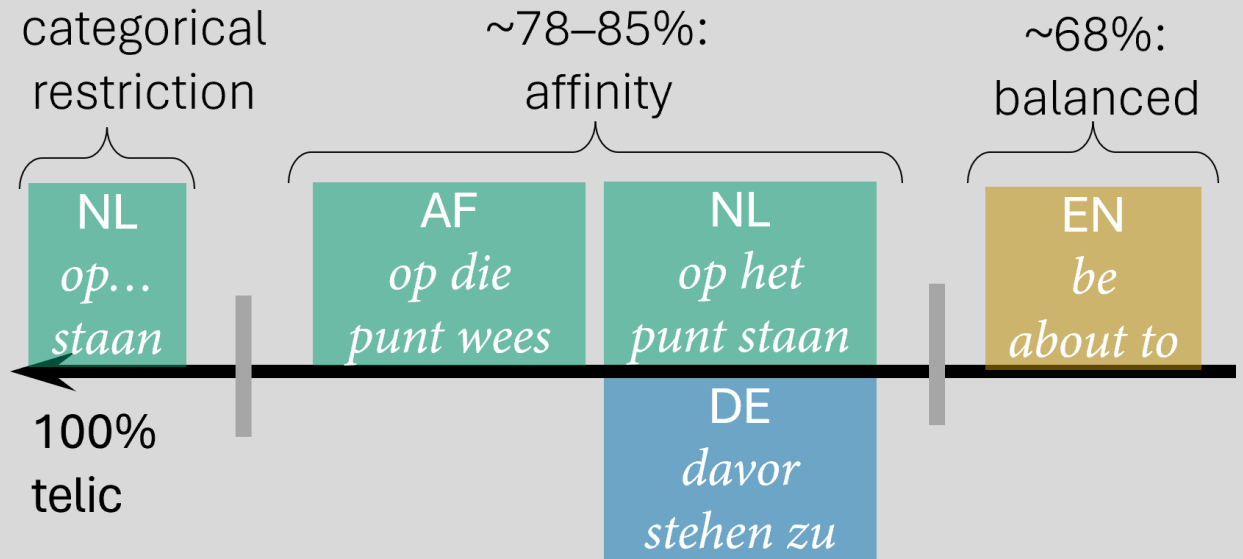 categorical
restriction
~78–85%:
affinity
~68%:
balanced
NL
op…
staan
AF
op die
punt wees
NL
op het
punt staan
EN
be
about to
100%
telic
DE
davor
stehen zu